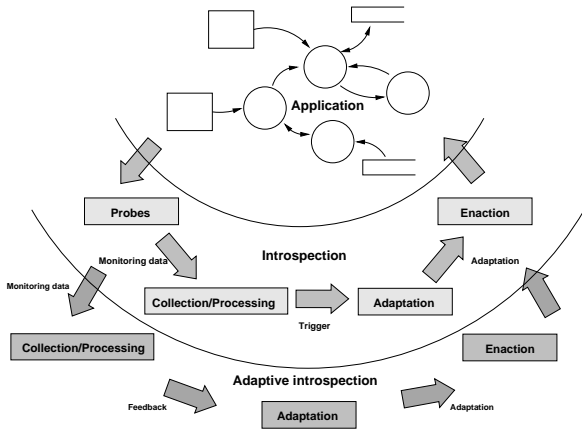 Application
Probes
Enaction
Introspection
Monitoring data
Adaptation
Monitoring data
Collection/Processing
Adaptation
Trigger
Collection/Processing
Enaction
Adaptive introspection
Feedback
Adaptation
Adaptation